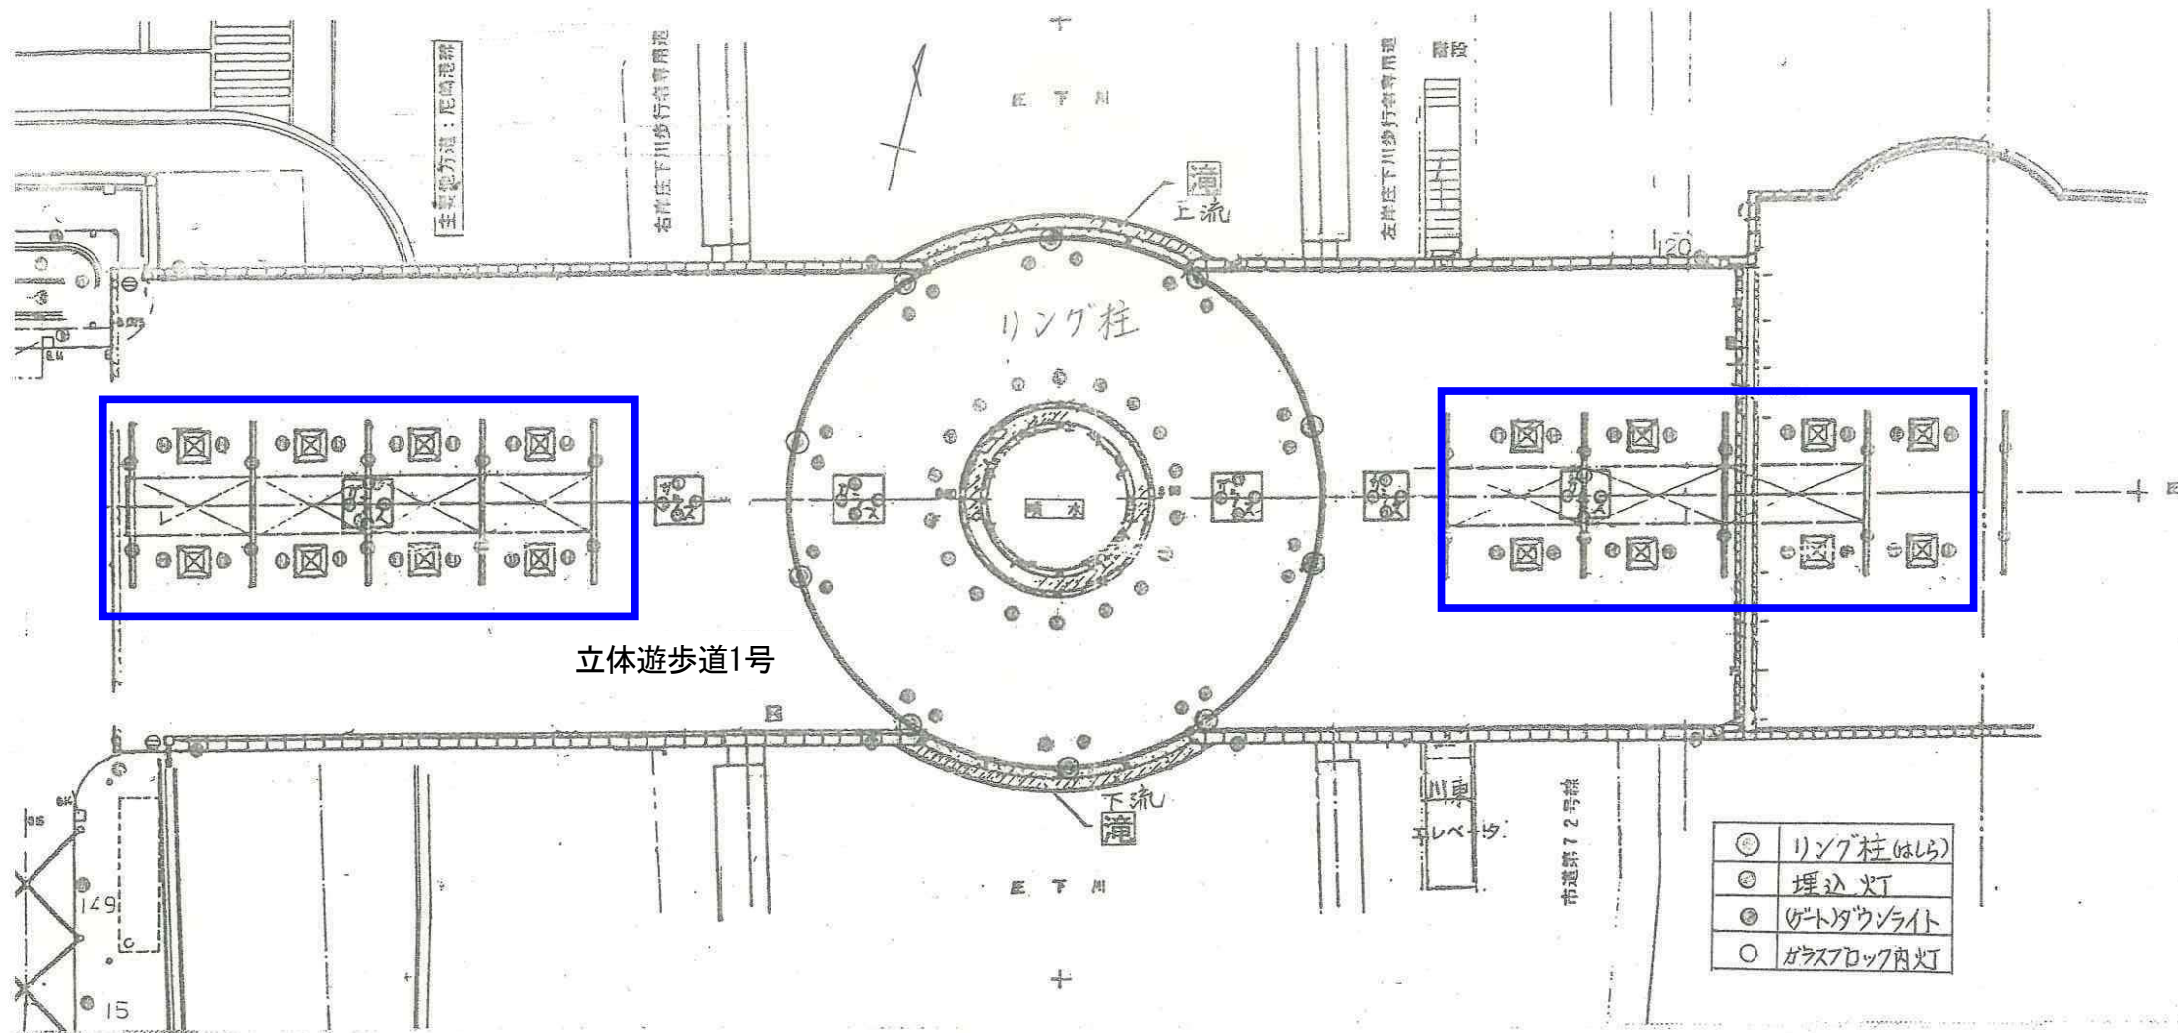 主要地方道：尼崎港線
右岸庄下川歩行者専用道
庄下川
左岸庄下川歩行者専用道
階段
滝
上流
120
リング柱
噴水
立体遊歩道1号
下流
滝
庄下川
川東
エレベータ
市道第72号線
149
15
リング柱(はしら)
埋込灯
(ゲート)ダウンライト
ガラスブロック内灯